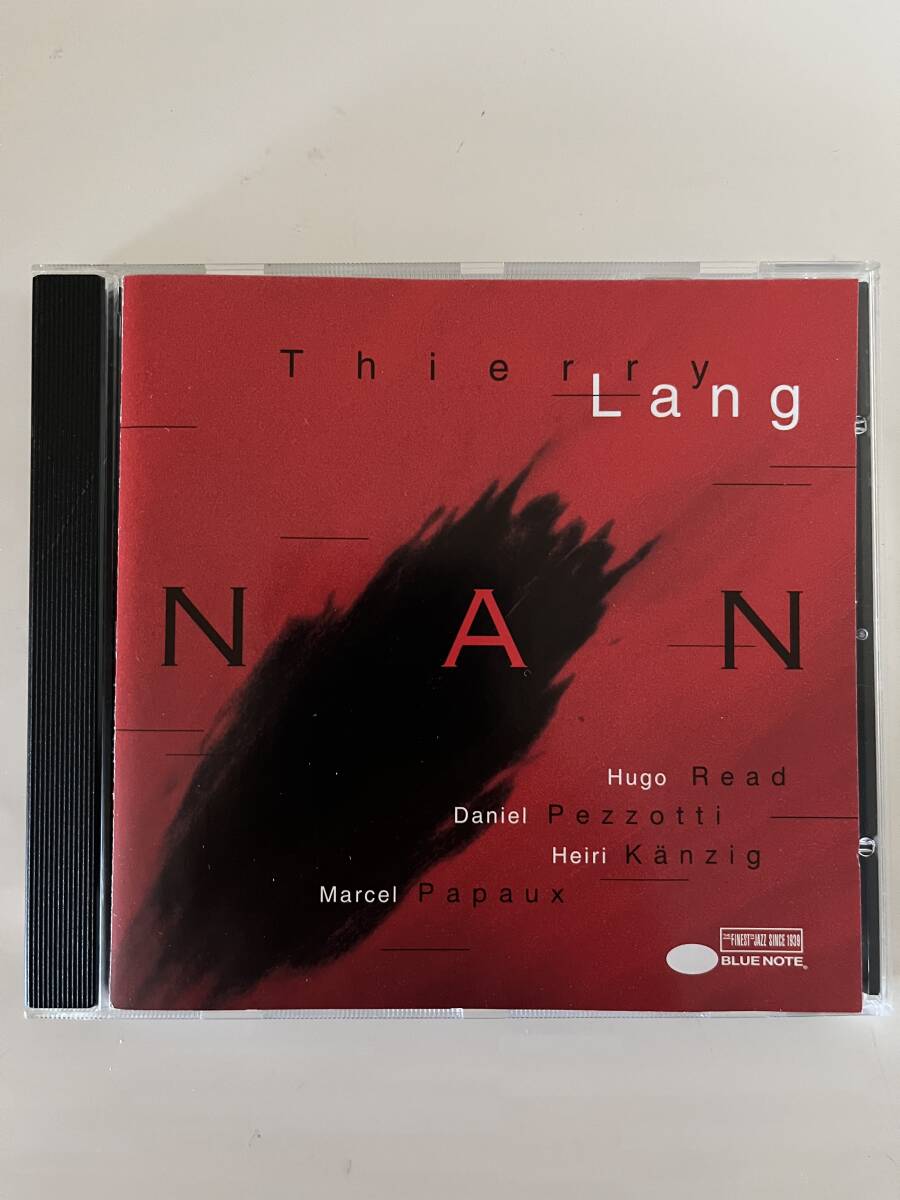 Thierry
Lang
NAN
Hugo Read
Daniel Pezzotti
Heiri Känzig
Marcel Papaux
THE FINEST IN JAZZ SINCE 1939
BLUE NOTE®